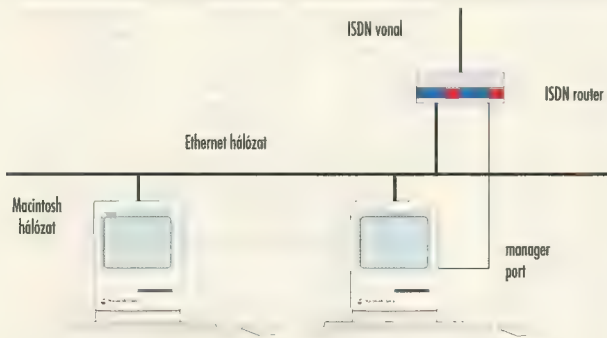 ISDN vonal
ISDN router
Ethernet hálózat
Macintosh
hálózat
manager
port